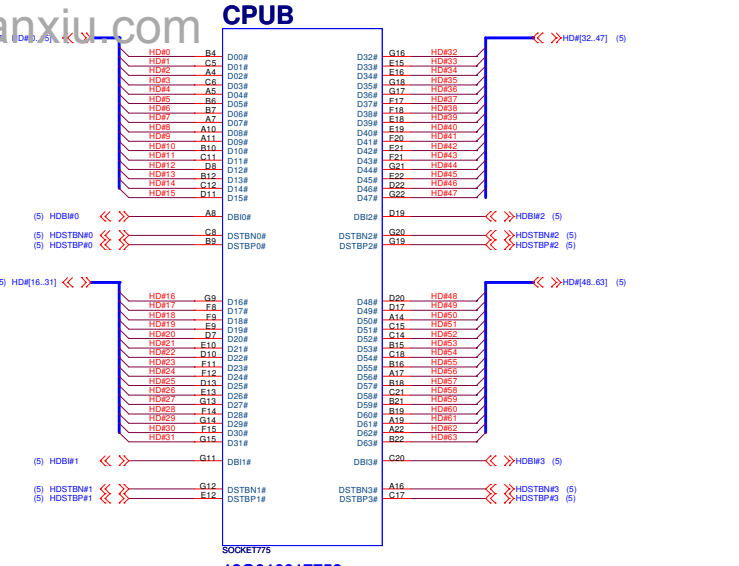 anxiu.com
CPUB
HD#[32..47] (5)
HD#0 B4 D00# D32# G16 HD#32
HD#1 C5 D01# D33# E15 HD#33
HD#2 A4 D02# D34# E16 HD#34
HD#3 C6 D03# D35# G18 HD#35
HD#4 A5 D04# D36# G17 HD#36
HD#5 B6 D05# D37# F17 HD#37
HD#6 B7 D06# D38# F18 HD#38
HD#7 A7 D07# D39# E18 HD#39
HD#8 A10 D08# D40# E19 HD#40
HD#9 A11 D09# D41# F20 HD#41
HD#10 B10 D10# D42# E21 HD#42
HD#11 C11 D11# D43# F21 HD#43
HD#12 D8 D12# D44# G21 HD#44
HD#13 B12 D13# D45# E22 HD#45
HD#14 C12 D14# D46# D22 HD#46
HD#15 D11 D15# D47# G22 HD#47
(5) HDBI#0 A8 DBI0# DBI2# D19 HDBI#2 (5)
(5) HDSTBN#0 C8 DSTBN0# DSTBN2# G20 HDSTBN#2 (5)
(5) HDSTBP#0 B9 DSTBP0# DSTBP2# G19 HDSTBP#2 (5)
5) HD#[16..31] HD#[48..63] (5)
HD#16 G9 D16# D48# D20 HD#48
HD#17 F8 D17# D49# D17 HD#49
HD#18 F9 D18# D50# A14 HD#50
HD#19 E9 D19# D51# C15 HD#51
HD#20 D7 D20# D52# C14 HD#52
HD#21 E10 D21# D53# B15 HD#53
HD#22 D10 D22# D54# C18 HD#54
HD#23 F11 D23# D55# B16 HD#55
HD#24 F12 D24# D56# A17 HD#56
HD#25 D13 D25# D57# B18 HD#57
HD#26 E13 D26# D58# C21 HD#58
HD#27 G13 D27# D59# B21 HD#59
HD#28 F14 D28# D60# B19 HD#60
HD#29 G14 D29# D61# A19 HD#61
HD#30 F15 D30# D62# A22 HD#62
HD#31 G15 D31# D63# B22 HD#63
(5) HDBI#1 G11 DBI1# DBI3# C20 HDBI#3 (5)
(5) HDSTBN#1 G12 DSTBN1# DSTBN3# A16 HDSTBN#3 (5)
(5) HDSTBP#1 E12 DSTBP1# DSTBP3# C17 HDSTBP#3 (5)
SOCKET775